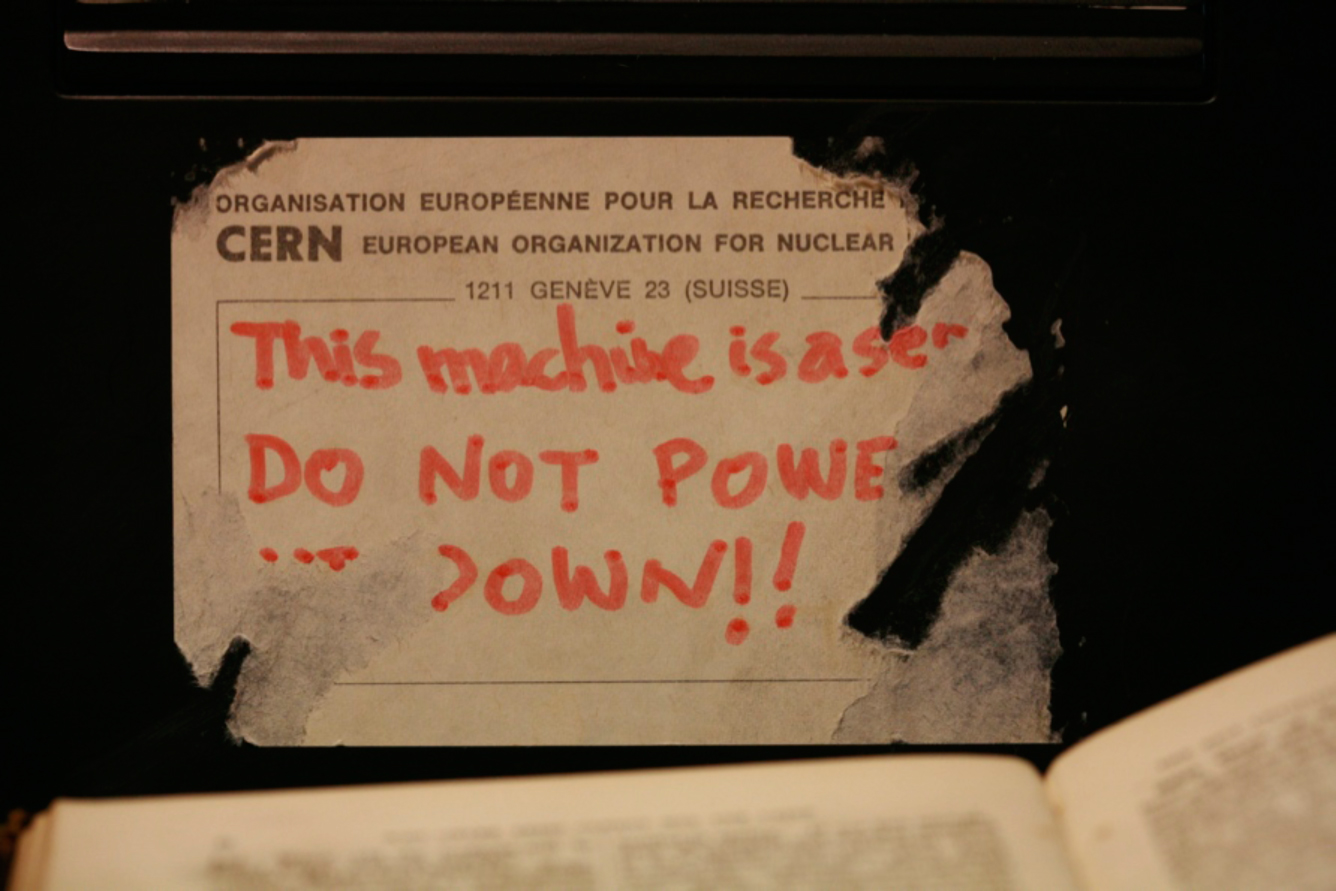 ORGANISATION EUROPÉENNE POUR LA RECHERCHE
CERN EUROPEAN ORGANIZATION FOR NUCLEAR
1211 GENÈVE 23 (SUISSE)
This machine is a ser
DO NOT POWE
DOWN!!